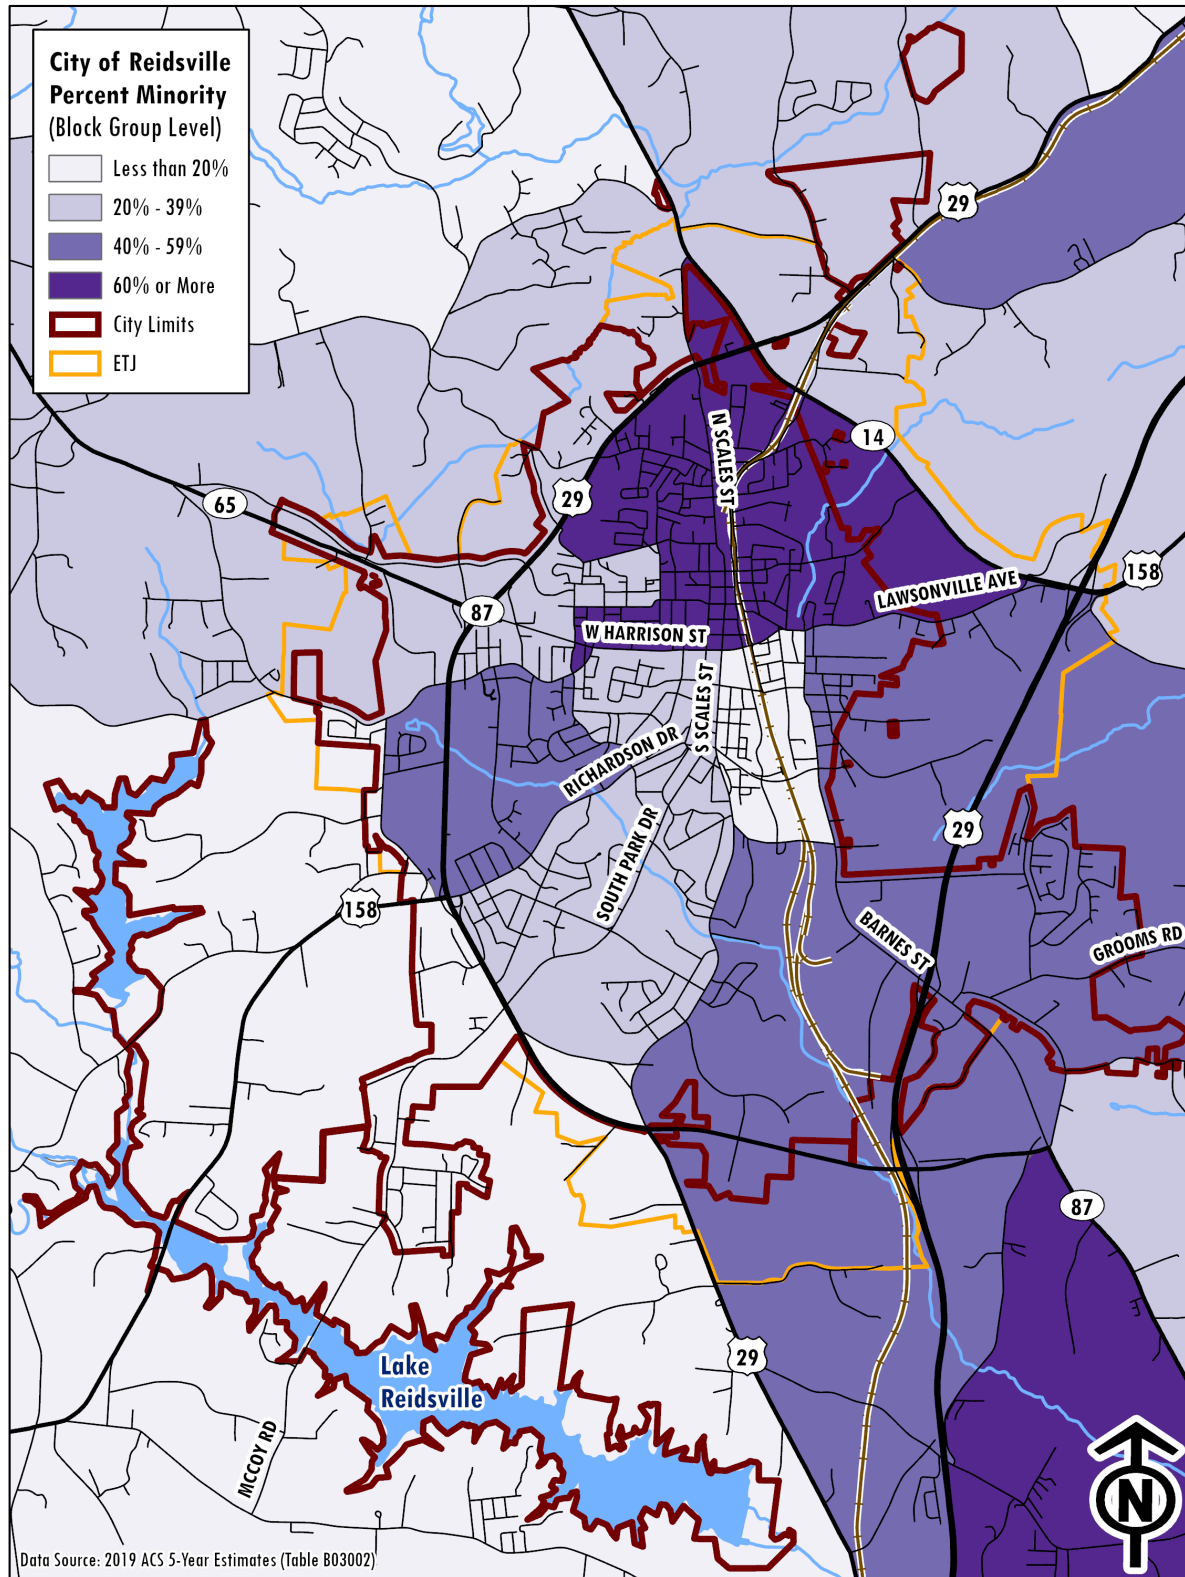 City of Reidsville
Percent Minority
(Block Group Level)
Less than 20%
20% - 39%
40% - 59%
60% or More
City Limits
ETJ
29
14
N SCALES ST
65
29
158
LAWSONVILLE AVE
87
W HARRISON ST
S SCALES ST
RICHARDSON DR
29
SOUTH PARK DR
158
BARNES ST
GROOMS RD
87
29
Lake
Reidsville
MCCOY RD
N
Data Source: 2019 ACS 5-Year Estimates (Table B03002)